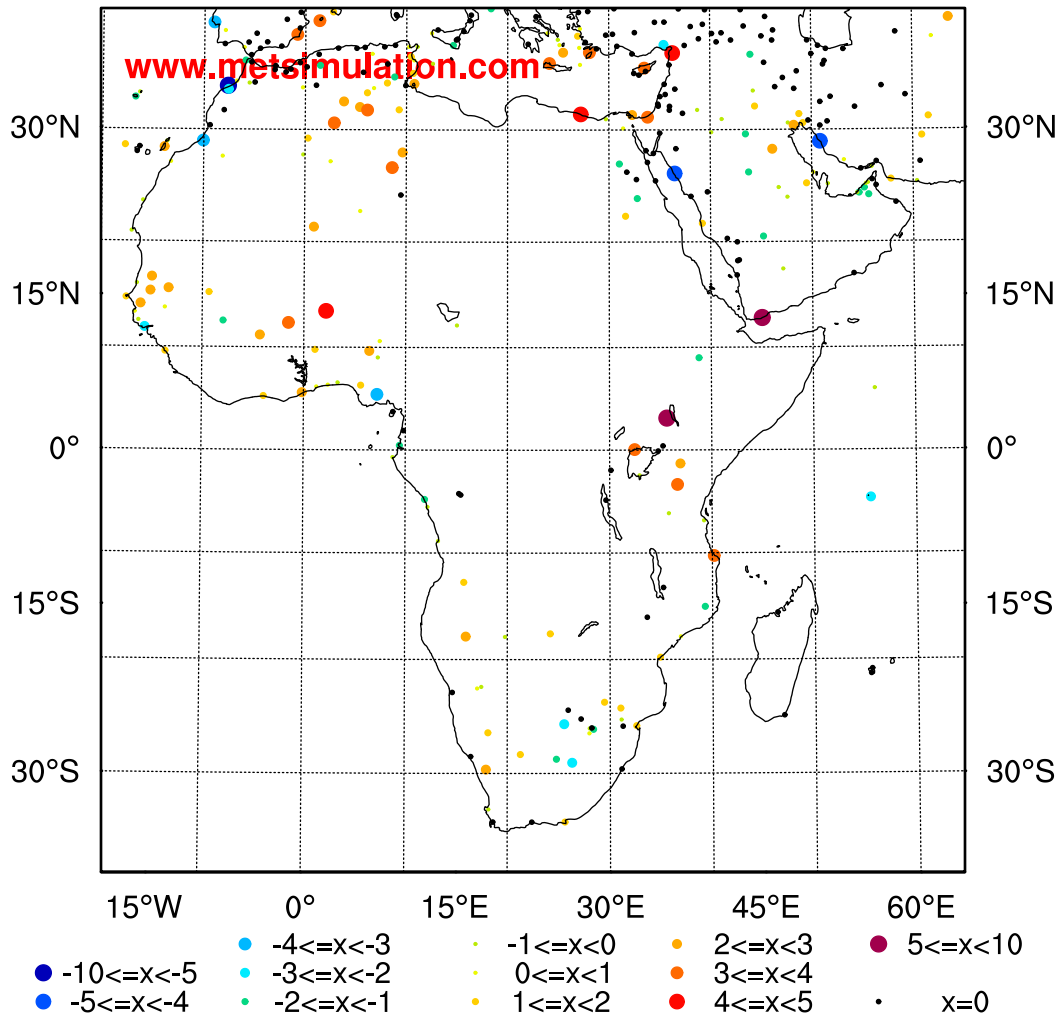 www.metsimulation.com
30°N 30°N
15°N 15°N
0° 0°
15°S 15°S
30°S 30°S
15°W 0° 15°E 30°E 45°E 60°E
-4<=x<-3 -1<=x<0 2<=x<3 5<=x<10
-10<=x<-5 -3<=x<-2 0<=x<1 3<=x<4
-5<=x<-4 -2<=x<-1 1<=x<2 4<=x<5 x=0